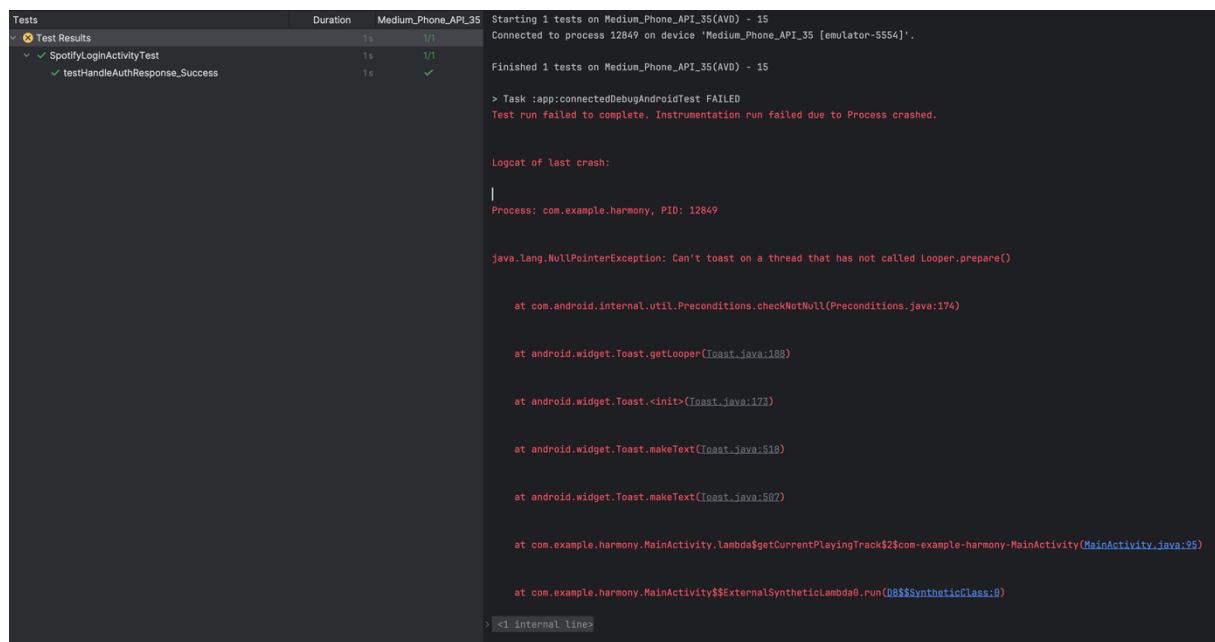 Tests Duration Medium_Phone_API_35
Test Results 1 s 1/1
SpotifyLoginActivityTest 1 s 1/1
testHandleAuthResponse_Success 1 s
Starting 1 tests on Medium_Phone_API_35(AVD) - 15
Connected to process 12849 on device 'Medium_Phone_API_35 [emulator-5554]'.
Finished 1 tests on Medium_Phone_API_35(AVD) - 15
> Task :app:connectedDebugAndroidTest FAILED
Test run failed to complete. Instrumentation run failed due to Process crashed.
Logcat of last crash:
Process: com.example.harmony, PID: 12849
java.lang.NullPointerException: Can't toast on a thread that has not called Looper.prepare()
at com.android.internal.util.Preconditions.checkNotNull(Preconditions.java:174)
at android.widget.Toast.getLooper(Toast.java:188)
at android.widget.Toast.<init>(Toast.java:173)
at android.widget.Toast.makeText(Toast.java:518)
at android.widget.Toast.makeText(Toast.java:507)
at com.example.harmony.MainActivity.lambda$getCurrentPlayingTrack$2$com-example-harmony-MainActivity(MainActivity.java:95)
at com.example.harmony.MainActivity$$ExternalSyntheticLambda0.run(D8$$SyntheticClass:0)
<1 internal line>